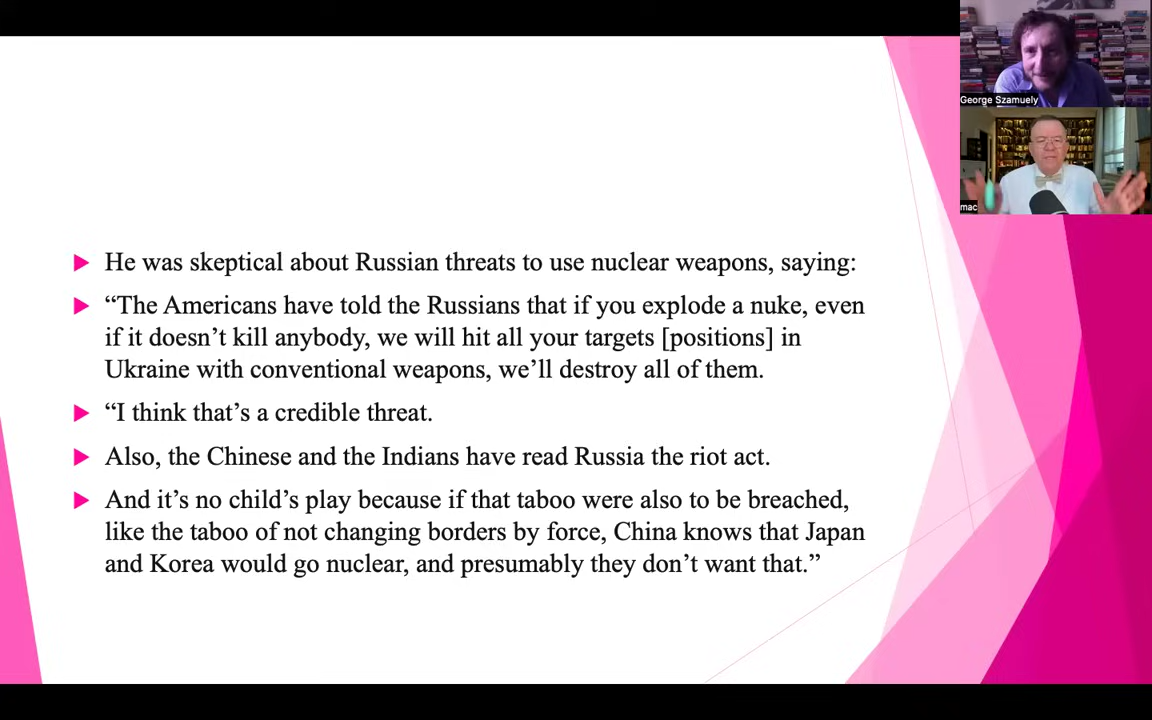 George Szamuely
mac
He was skeptical about Russian threats to use nuclear weapons, saying:
“The Americans have told the Russians that if you explode a nuke, even
if it doesn’t kill anybody, we will hit all your targets [positions] in
Ukraine with conventional weapons, we’ll destroy all of them.
“I think that’s a credible threat.
Also, the Chinese and the Indians have read Russia the riot act.
And it’s no child’s play because if that taboo were also to be breached,
like the taboo of not changing borders by force, China knows that Japan
and Korea would go nuclear, and presumably they don’t want that.”